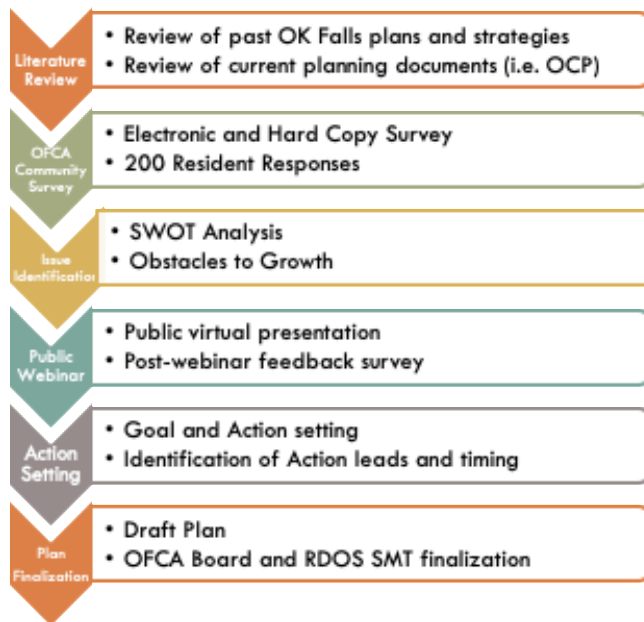 Literature
Review
• Review of past OK Falls plans and strategies
• Review of current planning documents (i.e. OCP)
OFCA
Community
Survey
• Electronic and Hard Copy Survey
• 200 Resident Responses
Issue
Identification
• SWOT Analysis
• Obstacles to Growth
Public
Webinar
• Public virtual presentation
• Post-webinar feedback survey
Action
Setting
• Goal and Action setting
• Identification of Action leads and timing
Plan
Finalization
• Draft Plan
• OFCA Board and RDOS SMT finalization